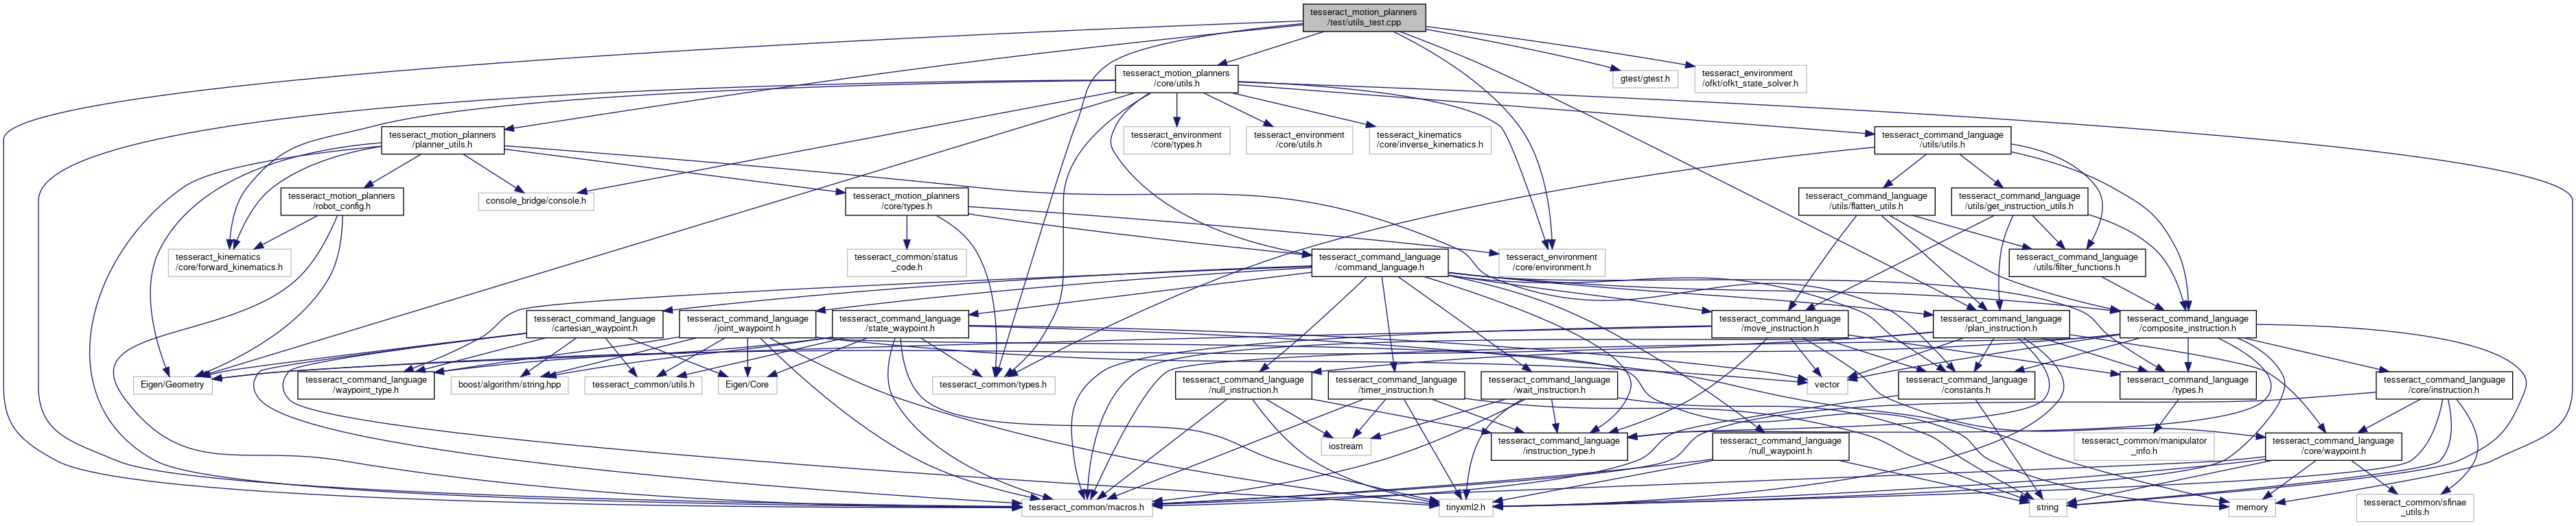 tesseract_motion_planners
/test/utils_test.cpp
tesseract_motion_planners
/core/utils.h
gtest/gtest.h
tesseract_environment
/ofkt/ofkt_state_solver.h
tesseract_motion_planners
/planner_utils.h
tesseract_environment
/core/types.h
tesseract_environment
/core/utils.h
tesseract_kinematics
/core/inverse_kinematics.h
tesseract_command_language
/utils/utils.h
tesseract_motion_planners
/robot_config.h
console_bridge/console.h
tesseract_motion_planners
/core/types.h
tesseract_command_language
/utils/flatten_utils.h
tesseract_command_language
/utils/get_instruction_utils.h
tesseract_kinematics
/core/forward_kinematics.h
tesseract_common/status
_code.h
tesseract_command_language
/command_language.h
tesseract_environment
/core/environment.h
tesseract_command_language
/utils/filter_functions.h
tesseract_command_language
/cartesian_waypoint.h
tesseract_command_language
/joint_waypoint.h
tesseract_command_language
/state_waypoint.h
tesseract_command_language
/move_instruction.h
tesseract_command_language
/plan_instruction.h
tesseract_command_language
/composite_instruction.h
Eigen/Geometry
tesseract_command_language
/waypoint_type.h
boost/algorithm/string.hpp
tesseract_common/utils.h
Eigen/Core
tesseract_common/types.h
tesseract_command_language
/null_instruction.h
tesseract_command_language
/timer_instruction.h
tesseract_command_language
/wait_instruction.h
vector
tesseract_command_language
/constants.h
tesseract_command_language
/types.h
tesseract_command_language
/core/instruction.h
iostream
tesseract_command_language
/instruction_type.h
tesseract_command_language
/null_waypoint.h
tesseract_common/manipulator
_info.h
tesseract_command_language
/core/waypoint.h
tesseract_common/macros.h
tinyxml2.h
string
memory
tesseract_common/sfinae
_utils.h